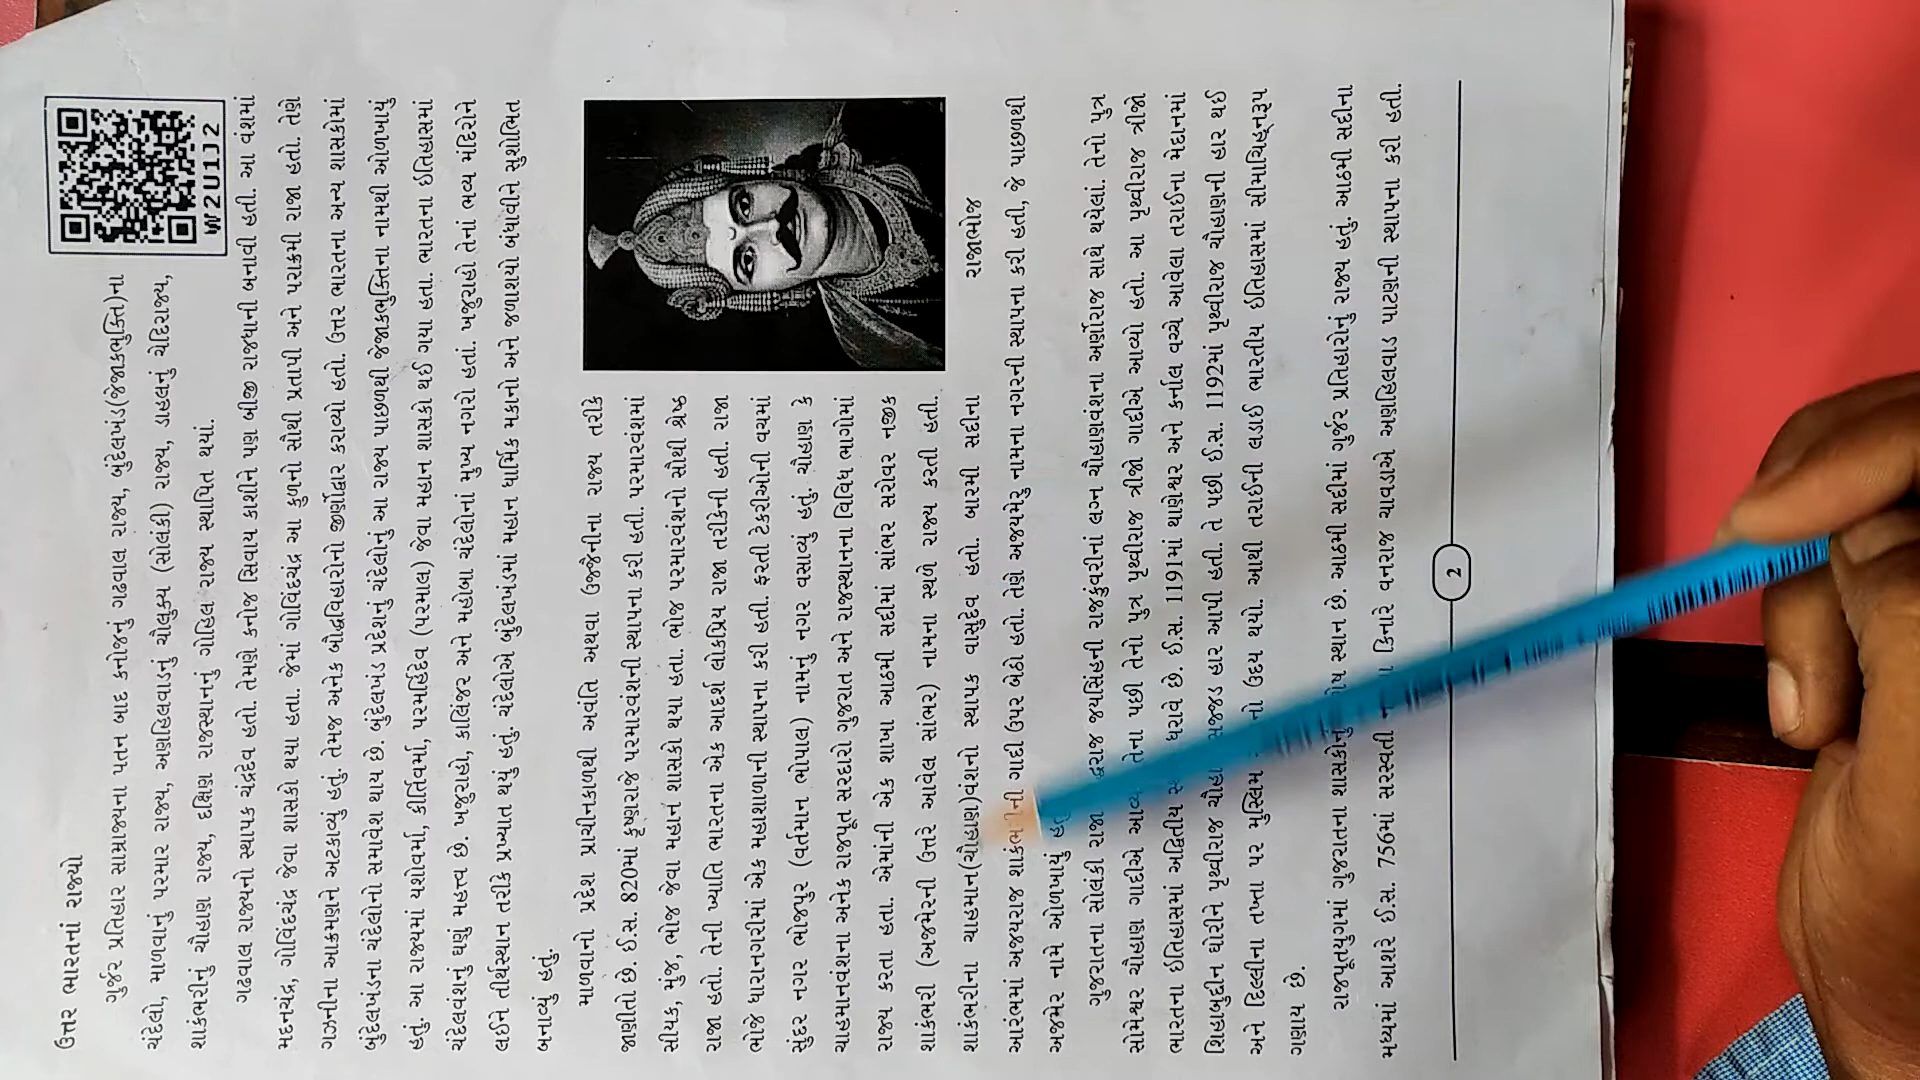 ઉત્તર ભારતનાં રાજ્યો
W2U1J2
ગુર્જર પ્રતિહાર સામ્રાજ્યના પતન બાદ કનોજનું ગઢવાલ રાજ્ય, બુંદેલખંડ(જેજાકભુક્તિ)ના
ચંદેલો, માળવાનું પરમાર રાજ્ય, અણહિલવાડનું ચૌલુક્ય (સોલંકી) રાજ્ય, ડાહલનું ચેદિરાજ્ય,
શાકંભરીનું ચૌહાણ રાજ્ય, દક્ષિણ રાજસ્થાનનું ગોહિલ રાજ્ય સ્થાપિત થયાં.
ગઢવાલ રાજ્યનો સ્થાપક ચંદ્રદેવ હતો. તેમણે કનોજ સિવાય કાશીને પણ બીજી રાજધાની બનાવી હતી. આ વંશમાં
મદનચંદ્ર, ગોવિંદચંદ્ર જેવા શાસકો થયા હતા. જેમાં ગોવિંદચંદ્ર આ કુળનો સૌથી પ્રતાપી અને પરાક્રમી રાજા હતો. તેણે
ગઝનીના આક્રમણને અટકાવ્યું હતું. તેમજ અનેક બૌદ્ધવિહારોનો જીર્ણોદ્ધાર કરાવ્યો હતો. ઉત્તર ભારતના અન્ય શાસકોમાં
બુંદેલખંડના ચંદેલોનો સમાવેશ થાય છે. બુંદેલખંડ પ્રદેશનું ચંદેલોનું આ રાજ્ય પાછળથી જેજાકભુક્તિના નામથી ઓળખાયું
હતું. આ રાજ્યમાં યશોવર્મા, કીર્તિવર્મા, પરમર્દિદેવ (પરમાલ) જેવા મહાન શાસકો થઈ ગયા હતા. ભારતના ઈતિહાસમાં
ચંદેલવંશનું ઘણું મહત્ત્વ છે. ખજુરાહો, કાલિંજર અને મહોબા ચંદેલોનાં મુખ્ય નગરો હતાં. ખજુરાહો તેનાં ભવ્ય મંદિરોને
લઈને તીર્થસ્થાન તરીકે પ્રખ્યાત થયું હતું. ચંદેલોએ બુંદેલખંડમાં મહાન ધાર્મિક મકાનો અને જળાશયો બંધાવીને સુશોભિત
બનાવ્યું હતું.
માળવાનો પ્રદેશ પ્રાચીનકાળથી અવંતિ અથવા ઉજ્જૈનીના રાજ્ય તરીકે
જાણીતો છે. ઈ.સ. 820માં કૃષ્ણરાજે પરમારવંશની સ્થાપના કરી હતી. પરમારવંશમાં
સીયક, મુંજ, ભોજ જેવા મહાન શાસકો થયા હતા. ભોજ પરમારવંશનો સૌથી શ્રેષ્ઠ
રાજા હતો. તેની ખ્યાતિ ભારતના એક આદર્શ લોકપ્રિય રાજા તરીકેની હતી. રાજા
ભોજે ધારાનગરીમાં એક મહાશાળાની સ્થાપના કરી હતી. ફરતી ટેકરીઓની વચમાં
સુંદર નગર ભોજપુર (વર્તમાન ભોપાલ) નામનું નગર વસાવ્યું હતું. ચૌહાણ કે
ચાહમાનવંશના અનેક રાજપૂત સરદારો ગુજરાત અને રાજસ્થાનના વિવિધ ભાગોમાં
રાજ્ય કરતા હતા. એમાંની એક શાખા આઠમી સદીમાં સાંભર સરોવર નજીક
શાકંભરી (અજમેરની ઉત્તરે આવેલ સાંભર) નામના સ્થળે રાજ્ય કરતી હતી.
શાકંભરીના ચાહમાન(ચૌહાણ)વંશનો સ્થાપક વાસુદેવ હતો. બારમી સદીના
રાજાભોજ
આરંભમાં અજયરાજ ની ગાદી ઉપર બેઠો હતો. તેણે અજયમેરુ નામના નગરની સ્થાપના કરી હતી, જે પાછળથી
અજમેર નામે ઓળખાયું
ગુજરાતના સોલંકી રાજા જયસિંહની રાજકુંવરીનાં લગ્ન ચૌહાણવંશના અર્ણોરાજ સાથે થયેલાં. તેનો પુત્ર
સોમેશ્વર ચૌહાણ ગાદીએ તેના પછી તેનો પુત્ર પૃથ્વીરાજ ત્રીજો ગાદીએ આવ્યો હતો. આ પૃથ્વીરાજ ત્રીજો
ભારતના ઈતિહાસમાં અદ્વિતીય ધરાવે છે. ઈ.સ. 1191માં થાણેશ્વર અને કર્નાલ વચ્ચે આવેલા તરાઈના મેદાનમાં
શિહાબુદ્દીન ઘોરીને પૃથ્વીરાજ હાર આપી હતી. તે પછી ઈ.સ. 1192માં પૃથ્વીરાજ ચૌહાણની હાર થઈ
અને દિલ્લીના તખ્તા પર મુસ્લિમ ઉદય થયો. આથી તરાઈની લડાઈ ભારતીય ઈતિહાસમાં સીમાચિહ્નરૂપ
ગણાય છે.
રાજપૂતયુગમાં ગુજરાતના શાસકોનું સ્થાન છે. આઠમી સદીમાં ગુર્જર પ્રતિહારોનું રાજ્ય હતું. આઠમી સદીના
મધ્યમાં આશરે ઈ.સ. 756માં સરસ્વતી કિનારે વનરાજ ચાવડાએ અણહિલવાડ પાટણની સ્થાપના કરી હતી.
2